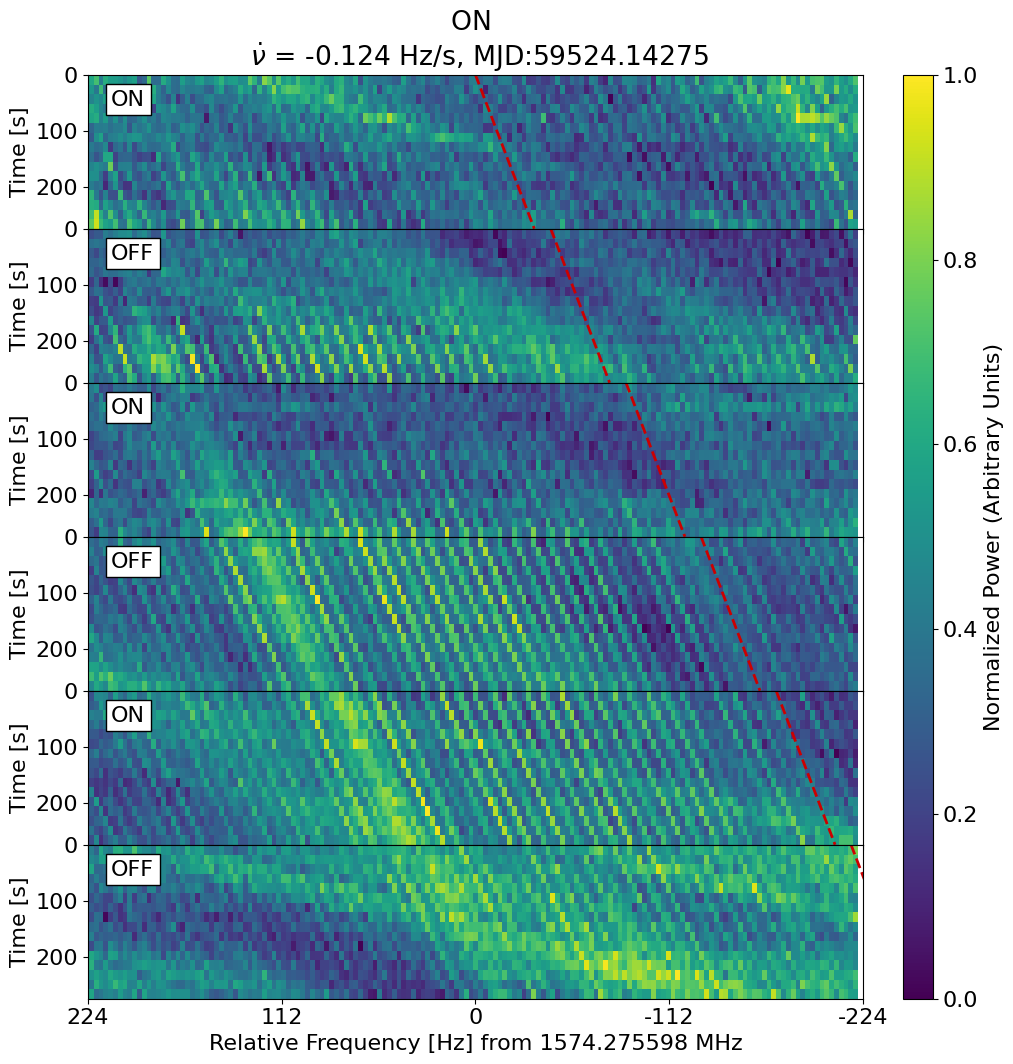 ON
ν̇ = -0.124 Hz/s, MJD:59524.14275
0
ON
100
200
Time [s]
0
OFF
100
200
Time [s]
0
ON
100
200
Time [s]
0
OFF
100
200
Time [s]
0
ON
100
200
Time [s]
0
OFF
100
200
Time [s]
224 112 0 -112 -224
Relative Frequency [Hz] from 1574.275598 MHz
1.0
0.8
0.6
0.4
0.2
0.0
Normalized Power (Arbitrary Units)